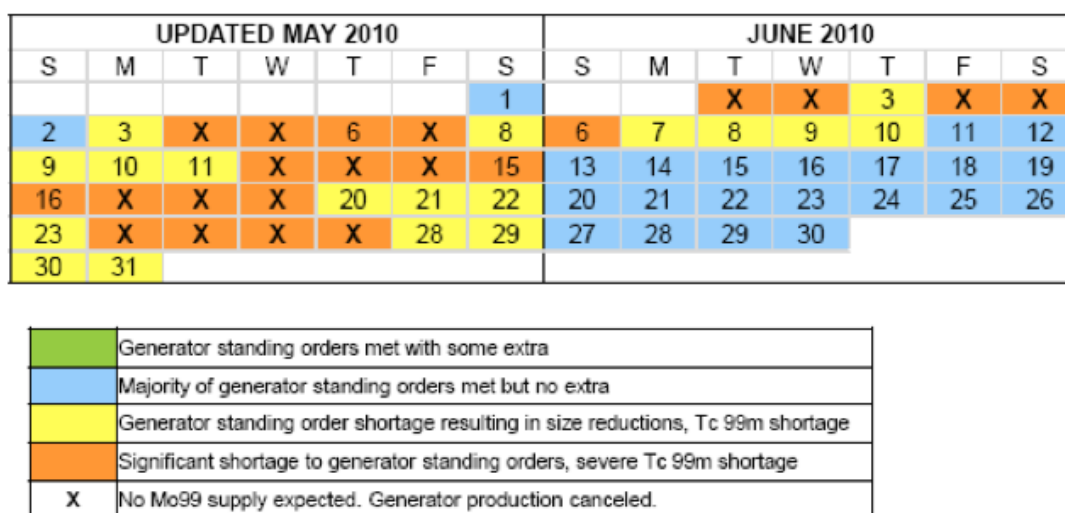 UPDATED MAY 2010 JUNE 2010
S M T W T F S S M T W T F S
1 X X 3 X X
2 3 X X 6 X 8 6 7 8 9 10 11 12
9 10 11 X X X 15 13 14 15 16 17 18 19
16 X X X 20 21 22 20 21 22 23 24 25 26
23 X X X X 28 29 27 28 29 30
30 31
Generator standing orders met with some extra
Majority of generator standing orders met but no extra
Generator standing order shortage resulting in size reductions, Tc 99m shortage
Significant shortage to generator standing orders, severe Tc 99m shortage
X No Mo99 supply expected. Generator production canceled.